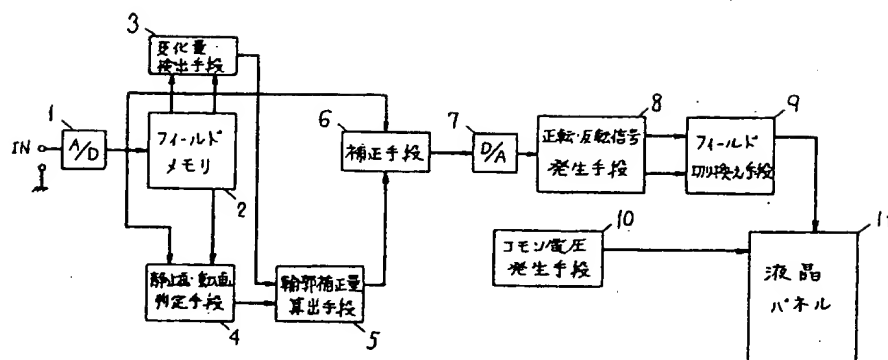 3
変化量
検出手段
1
A/D
IN
フィールド
メモリ
2
静止画・動画
判定手段
4
輪郭補正量
算出手段
5
6
補正手段
7
D/A
8
正転・反転信号
発生手段
9
フィールド
切り換え手段
10
コモン電圧
発生手段
11
液晶
パネル